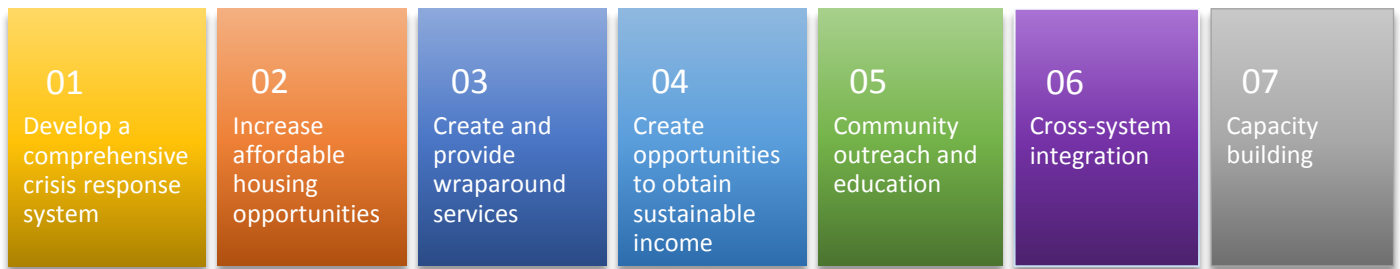 01
Develop a
comprehensive
crisis response
system
02
Increase
affordable
housing
opportunities
03
Create and
provide
wraparound
services
04
Create
opportunities
to obtain
sustainable
income
05
Community
outreach and
education
06
Cross-system
integration
07
Capacity
building